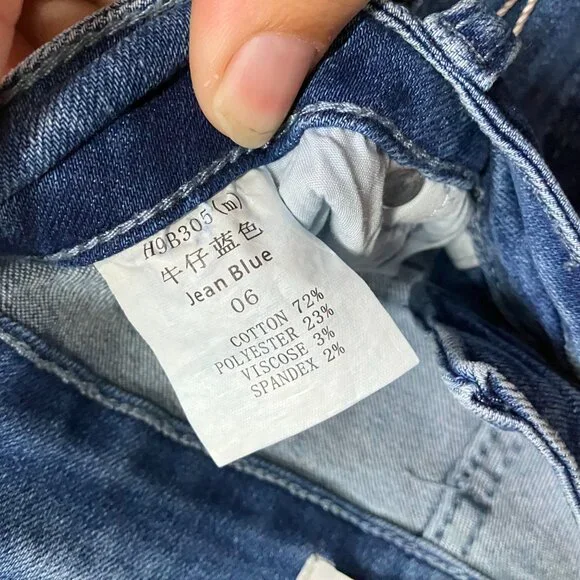 H9B305(m)
牛仔蓝色
Jean Blue
06
COTTON 72%
POLYESTER 23%
VISCOSE 3%
SPANDEX 2%